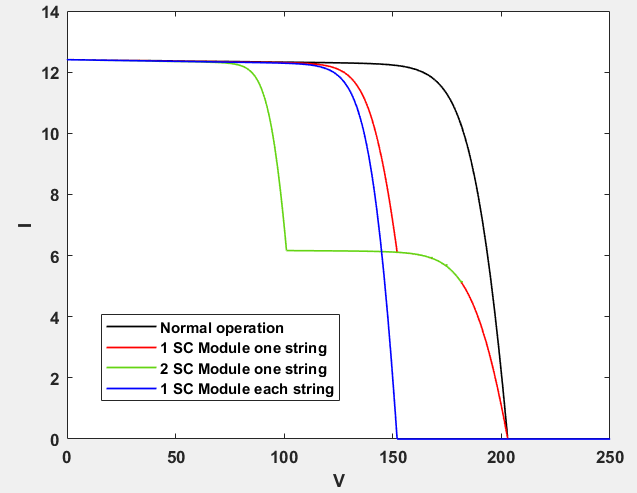 14
12
10
8
6
4
2
0
I
Normal operation
1 SC Module one string
2 SC Module one string
1 SC Module each string
0 50 100 150 200 250
V